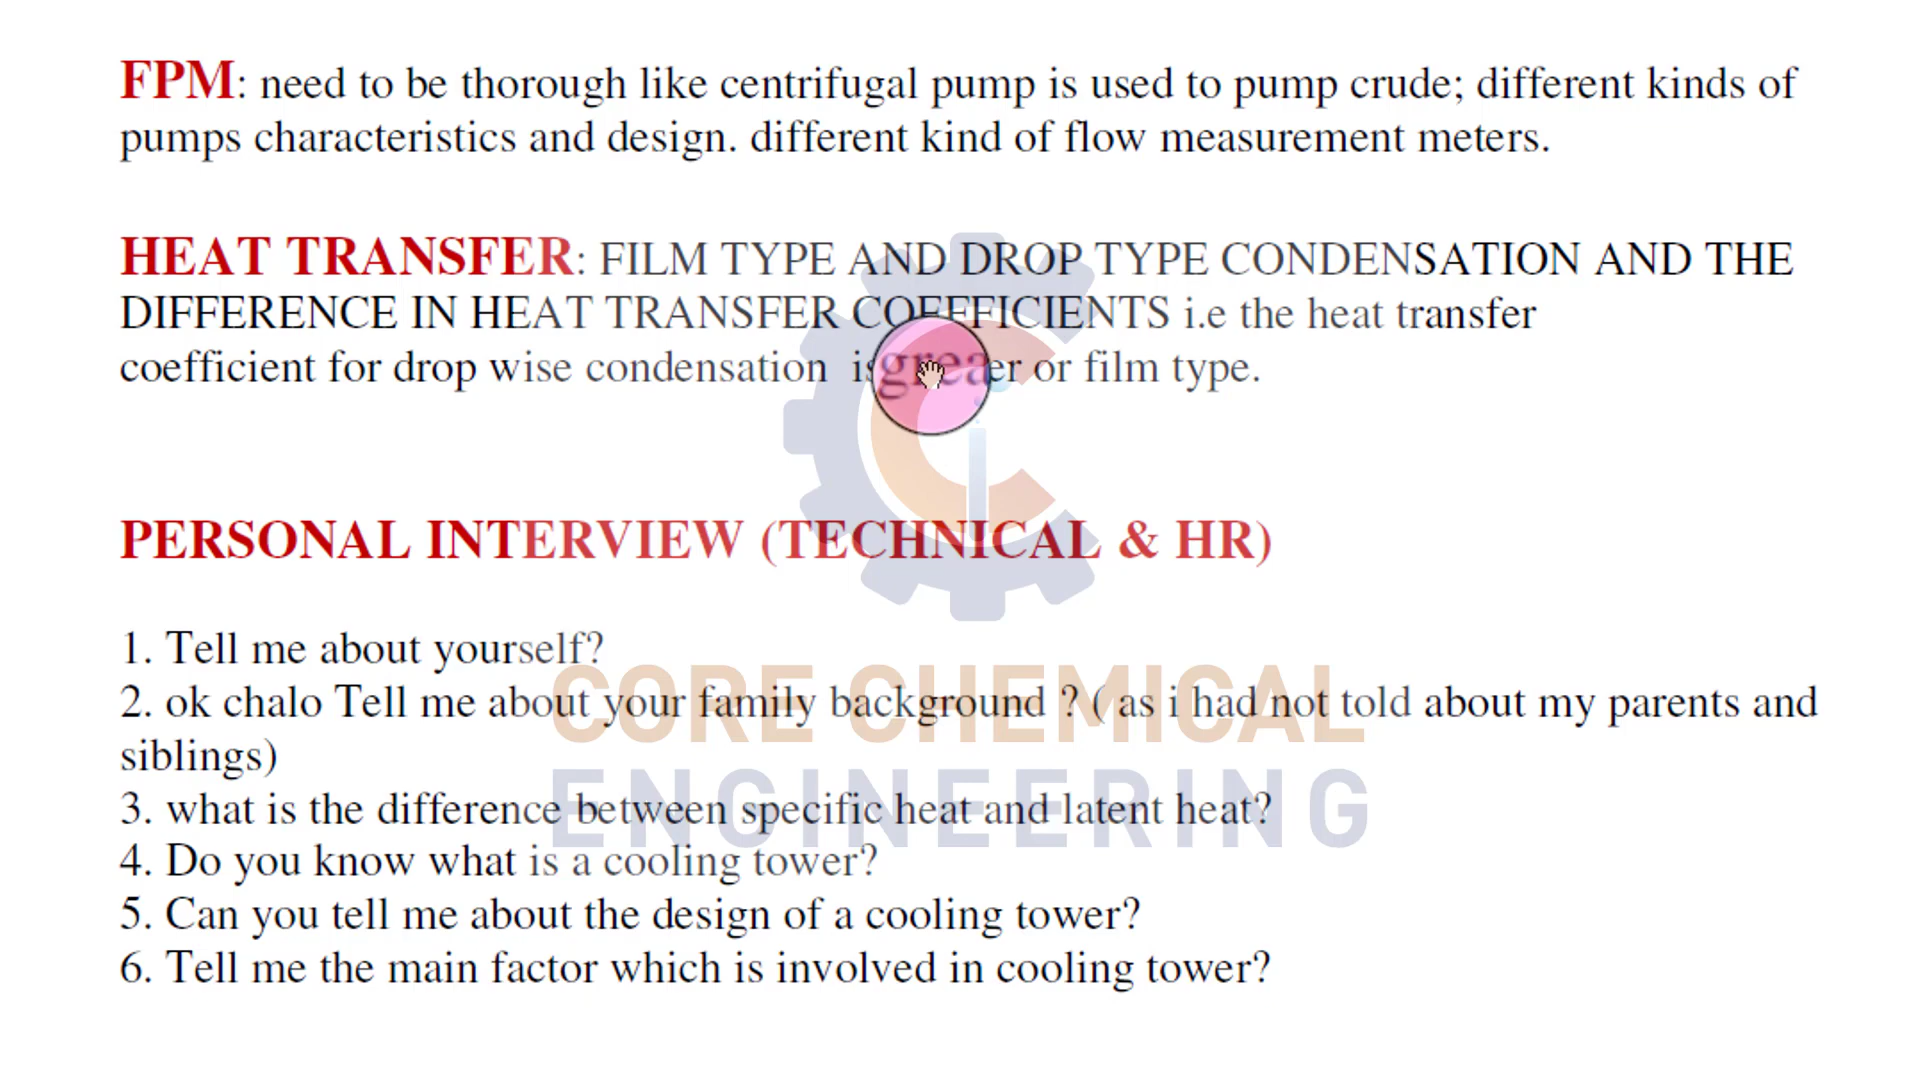 FPM: need to be thorough like centrifugal pump is used to pump crude; different kinds of
pumps characteristics and design. different kind of flow measurement meters.
HEAT TRANSFER: FILM TYPE AND DROP TYPE CONDENSATION AND THE
DIFFERENCE IN HEAT TRANSFER COEFFICIENTS i.e the heat transfer
coefficient for drop wise condensation is or film type.
PERSONAL INTERVIEW (TECHNICAL & HR)
1. Tell me about yourself?
2. ok chalo Tell me about your family background ? ( as i had not told about my parents and
siblings)
3. what is the difference between specific heat and latent heat?
4. Do you know what is a cooling tower?
5. Can you tell me about the design of a cooling tower?
6. Tell me the main factor which is involved in cooling tower?
CORE CHEMICAL
ENGINEERING